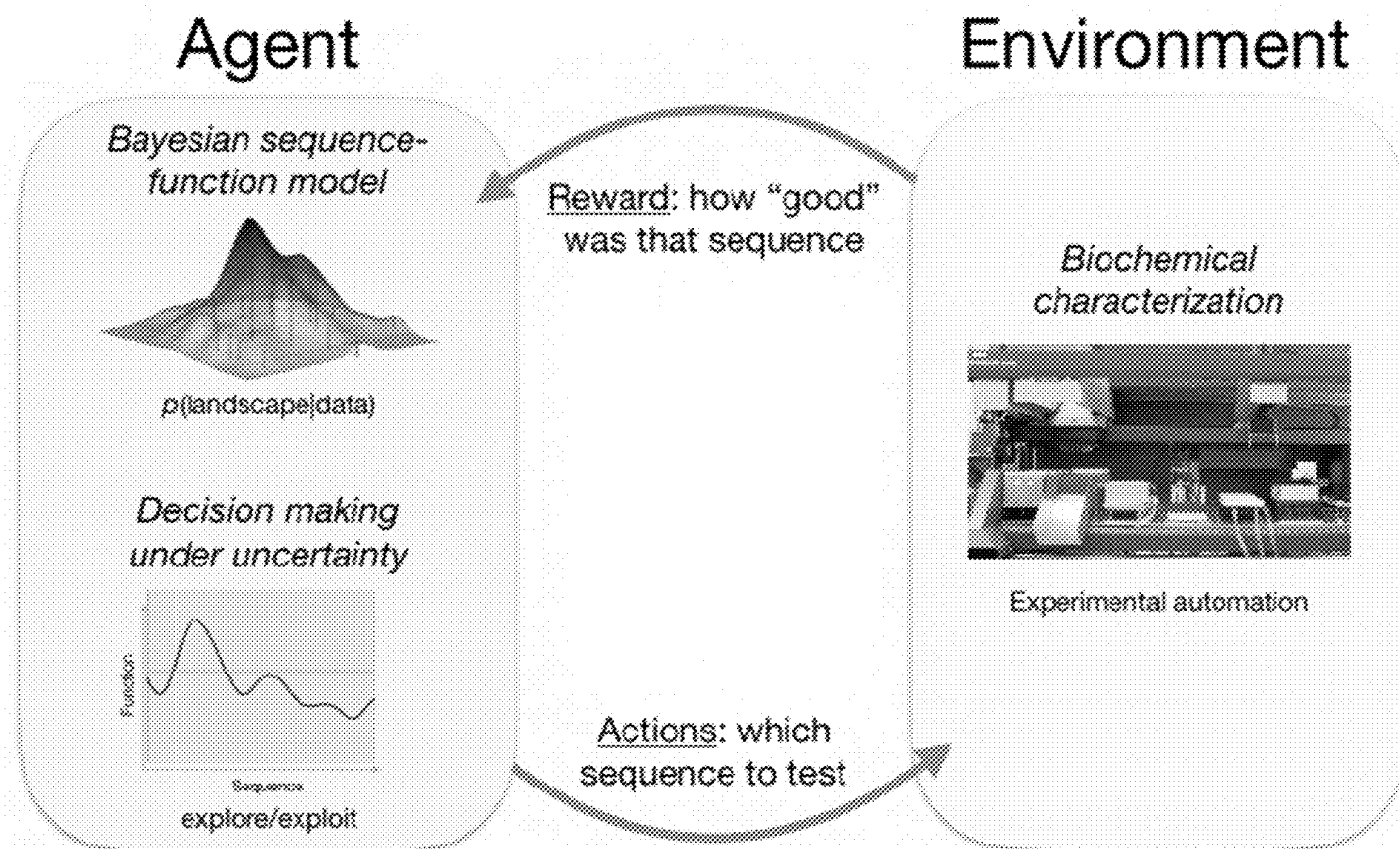 Agent
Environment
Bayesian sequence-
function model
p(landscape|data)
Decision making
under uncertainty
Function
Sequence
explore/exploit
Reward: how “good”
was that sequence
Actions: which
sequence to test
Biochemical
characterization
Experimental automation